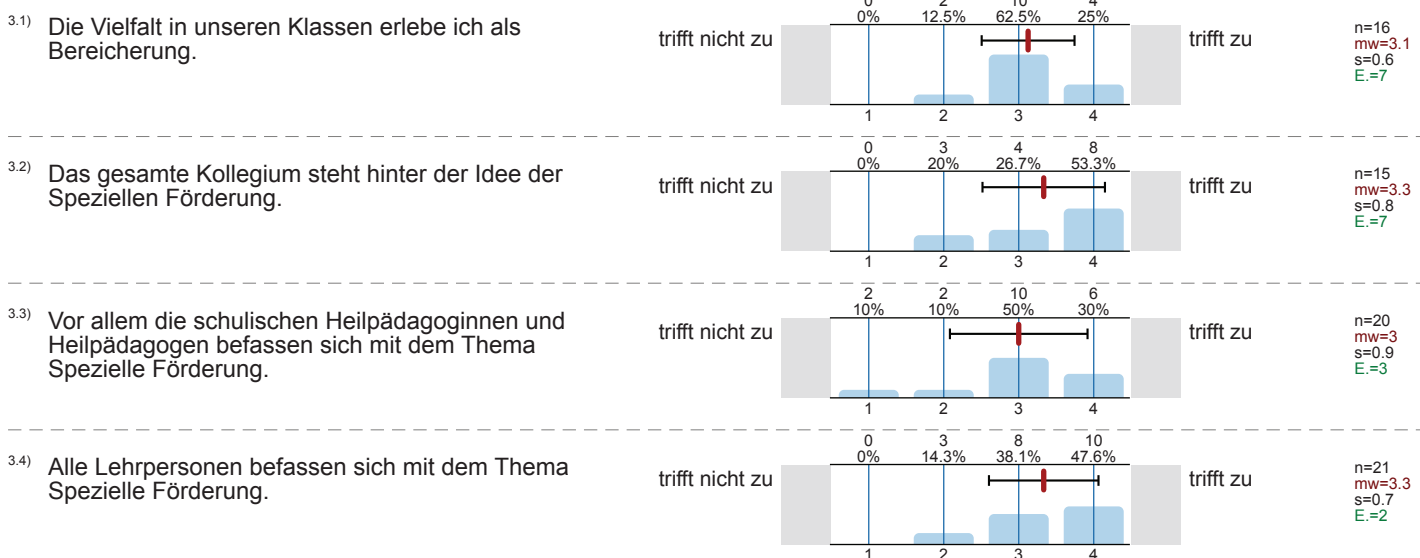 0 2 10 4
0% 12.5% 62.5% 25%
3.1) Die Vielfalt in unseren Klassen erlebe ich als
Bereicherung.
trifft nicht zu
trifft zu
n=16
mw=3.1
s=0.6
E.=7
1 2 3 4
0 3 4 8
0% 20% 26.7% 53.3%
3.2) Das gesamte Kollegium steht hinter der Idee der
Speziellen Förderung.
trifft nicht zu
trifft zu
n=15
mw=3.3
s=0.8
E.=7
1 2 3 4
2 2 10 6
10% 10% 50% 30%
3.3) Vor allem die schulischen Heilpädagoginnen und
Heilpädagogen befassen sich mit dem Thema
Spezielle Förderung.
trifft nicht zu
trifft zu
n=20
mw=3
s=0.9
E.=3
1 2 3 4
0 3 8 10
0% 14.3% 38.1% 47.6%
3.4) Alle Lehrpersonen befassen sich mit dem Thema
Spezielle Förderung.
trifft nicht zu
trifft zu
n=21
mw=3.3
s=0.7
E.=2
1 2 3 4